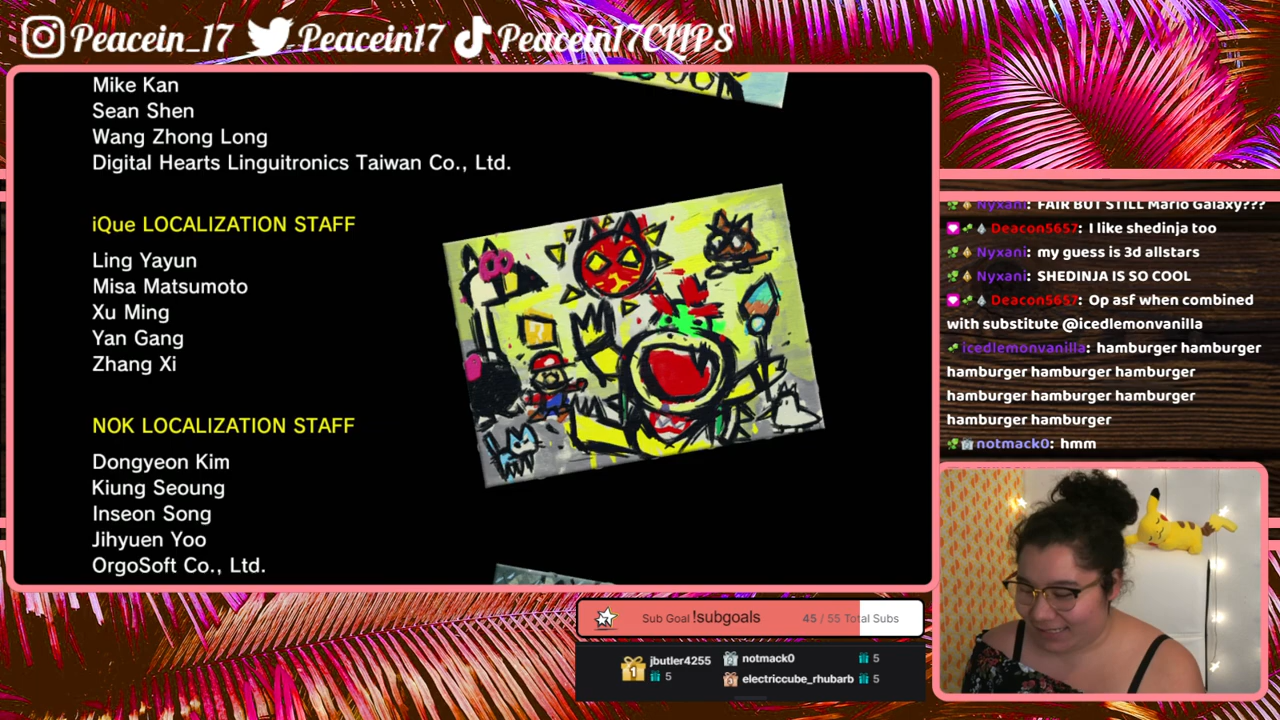 Peacein_17 Peacein17 Peacein17ClIPS
Mike Kan
Sean Shen
Wang Zhong Long
Digital Hearts Linguitronics Taiwan Co., Ltd.
iQue LOCALIZATION STAFF
Ling Yayun
Misa Matsumoto
Xu Ming
Yan Gang
Zhang Xi
NOK LOCALIZATION STAFF
Dongyeon Kim
Kiung Seoung
Inseon Song
Jihyuen Yoo
OrgoSoft Co., Ltd.
Nyxani: FAIR BUT STILL Mario Galaxy???
Deacon5657: I like shedinja too
Nyxani: my guess is 3d allstars
Nyxani: SHEDINJA IS SO COOL
Deacon5657: Op asf when combined
with substitute @icedlemonvanilla
icedlemonvanilla: hamburger hamburger
hamburger hamburger hamburger
hamburger hamburger hamburger
hamburger hamburger
notmack0: hmm
Sub Goal !subgoals 45 / 55 Total Subs
1 jbutler4255
5
notmack0 5
electriccube_rhubarb 5